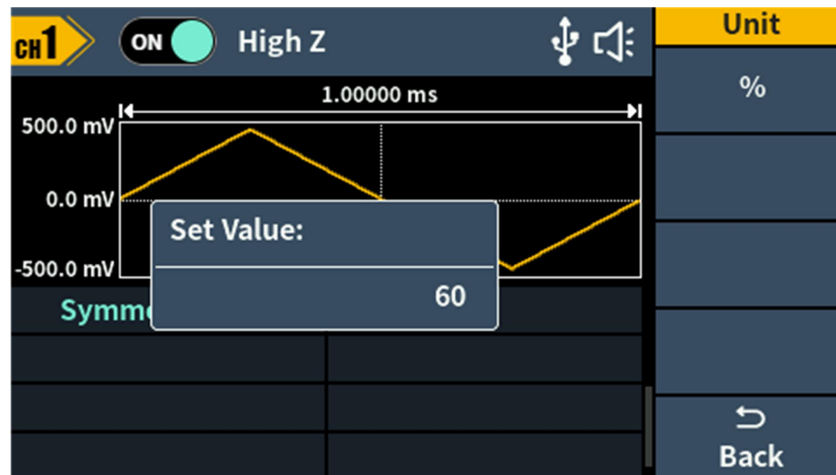 CH1
ON
High Z
Unit
%
1.00000 ms
500.0 mV
0.0 mV
-500.0 mV
Set Value:
60
Back